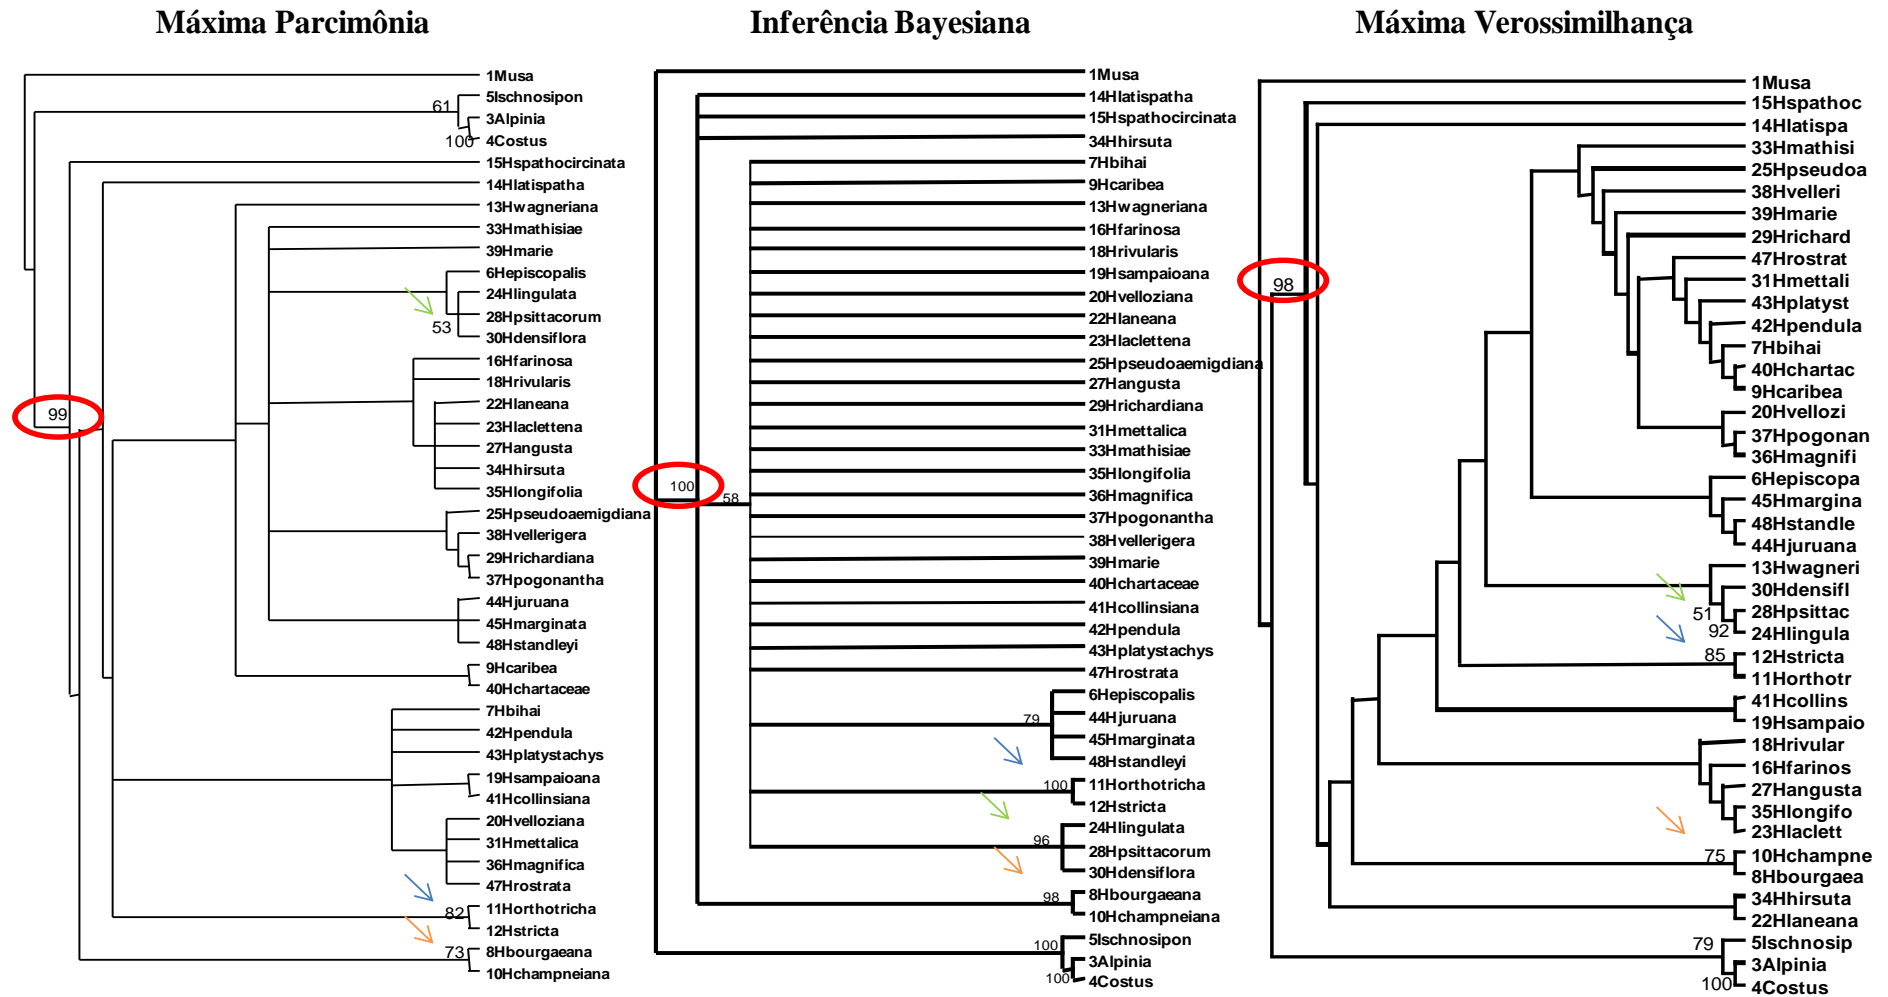 Máxima Parcimônia
1Musa
61
5Ischnosipon
3Alpinia
100
4Costus
15Hspathocircinata
14Hlatispatha
13Hwagneriana
33Hmathisiae
39Hmarie
6Hepiscopalis
24Hlingulata
28Hpsittacorum
53
30Hdensiflora
16Hfarinosa
18Hrivularis
22Hlaneana
99
23Hlaclettena
27Hangusta
34Hhirsuta
35Hlongifolia
25Hpseudoaemigdiana
38Hvellerigera
29Hrichardiana
37Hpogonantha
44Hjuruana
45Hmarginata
48Hstandleyi
9Hcaribea
40Hchartaceae
7Hbihai
42Hpendula
43Hplatystachys
19Hsampaioana
41Hcollinsiana
20Hvelloziana
31Hmettalica
36Hmagnifica
47Hrostrata
82
11Horthotricha
12Hstricta
73
8Hbourgaeana
10Hchampneiana
Inferência Bayesiana
1Musa
14Hlatispatha
15Hspathocircinata
34Hhirsuta
7Hbihai
9Hcaribea
13Hwagneriana
16Hfarinosa
18Hrivularis
19Hsampaioana
20Hvelloziana
22Hlaneana
23Hlaclettena
25Hpseudoaemigdiana
27Hangusta
29Hrichardiana
31Hmettalica
33Hmathisiae
35Hlongifolia
100
58
36Hmagnifica
37Hpogonantha
38Hvellerigera
39Hmarie
40Hchartaceae
41Hcollinsiana
42Hpendula
43Hplatystachys
47Hrostrata
6Hepiscopalis
79
44Hjuruana
45Hmarginata
48Hstandleyi
100
11Horthotricha
12Hstricta
24Hlingulata
96
28Hpsittacorum
30Hdensiflora
98
8Hbourgaeana
10Hchampneiana
100
5Ischnosipon
3Alpinia
100
4Costus
Máxima Verossimilhança
1Musa
15Hspathoc
14Hlatispa
33Hmathisi
25Hpseudoa
38Hvelleri
39Hmarie
29Hrichard
47Hrostrat
98
31Hmettali
43Hplatyst
42Hpendula
7Hbihai
40Hchartac
9Hcaribea
20Hvellozi
37Hpogonan
36Hmagnifi
6Hepiscopa
45Hmargina
48Hstandle
44Hjuruana
13Hwagneri
30Hdensifl
51
28Hpsittac
92
24Hlingula
85
12Hstricta
11Horthotr
41Hcollins
19Hsampaio
18Hrivular
16Hfarinos
27Hangusta
35Hlongifo
23Hlaclett
75
10Hchampne
8Hbourgaea
34Hhirsuta
22Hlaneana
79
5Ischnosip
3Alpinia
100
4Costus